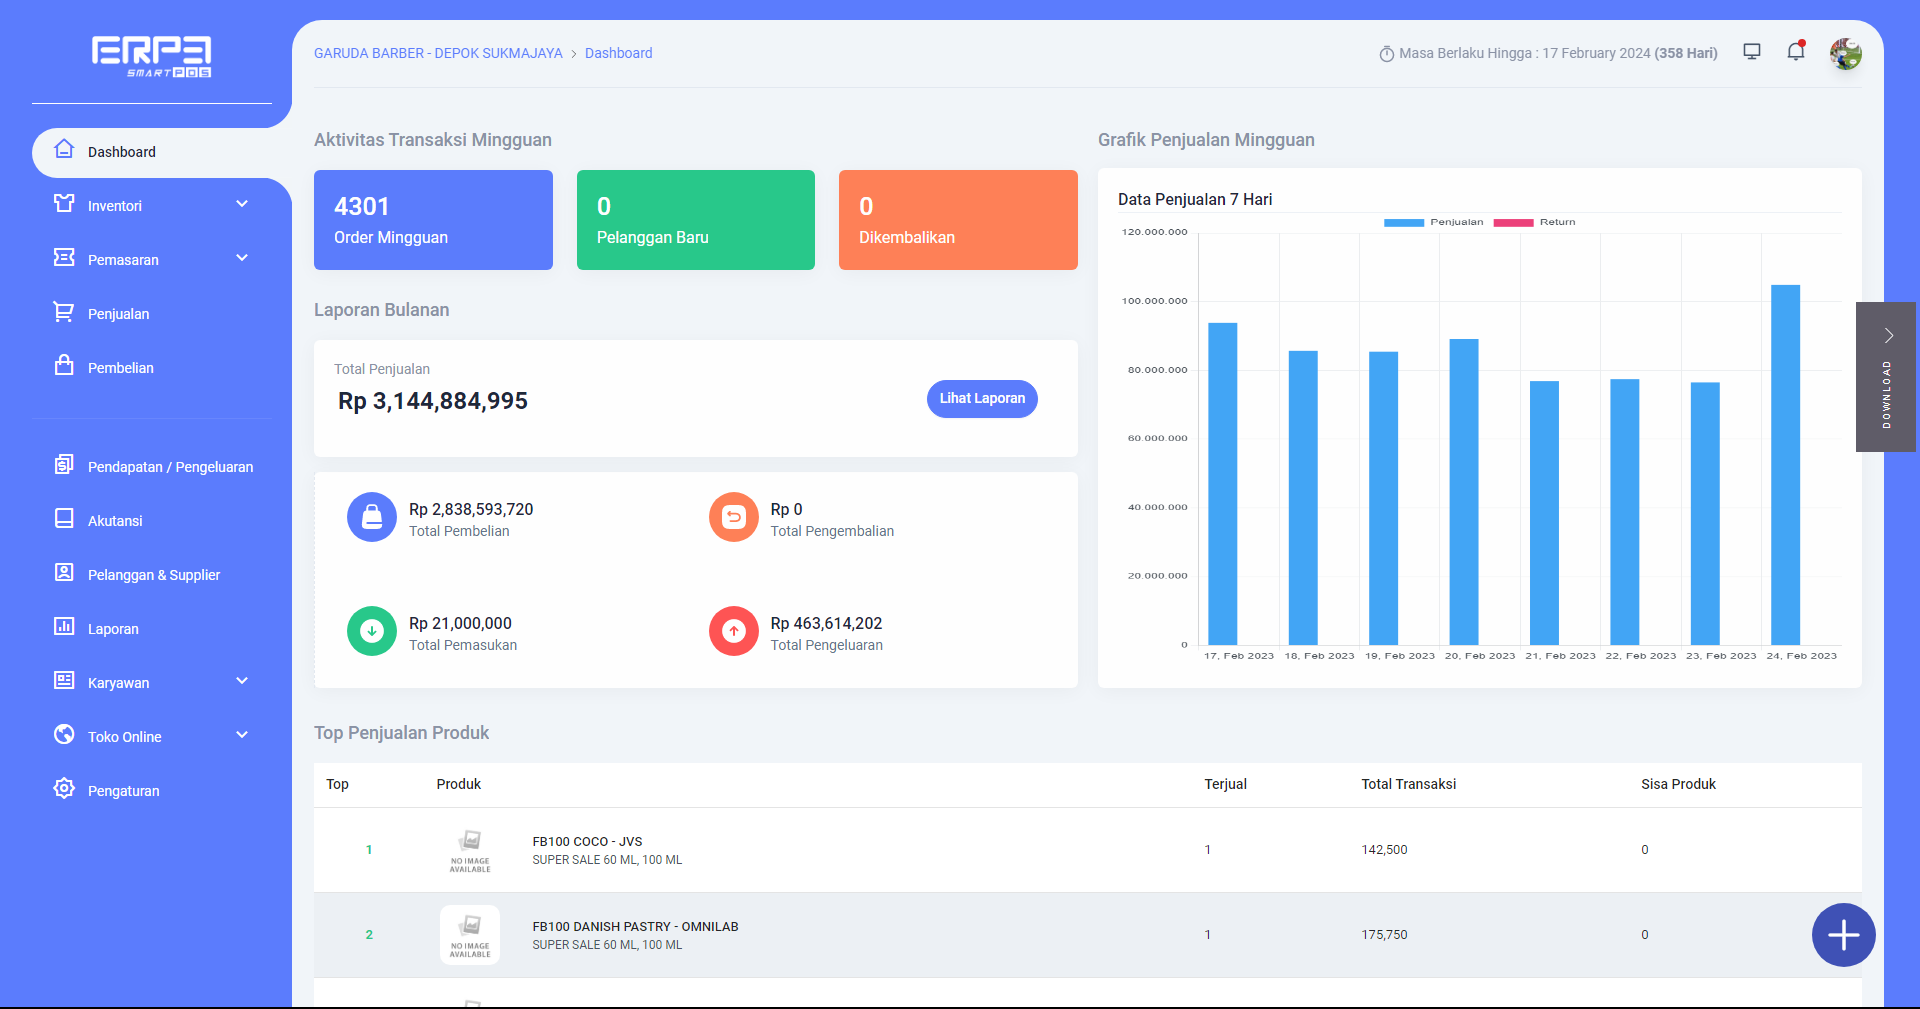 ERPE
SMART POS
GARUDA BARBER - DEPOK SUKMAJAYA > Dashboard
Masa Berlaku Hingga : 17 February 2024 (358 Hari)
Dashboard
Inventori
Pemasaran
Penjualan
Pembelian
Pendapatan / Pengeluaran
Akutansi
Pelanggan & Supplier
Laporan
Karyawan
Toko Online
Pengaturan
Aktivitas Transaksi Mingguan
4301
Order Mingguan
0
Pelanggan Baru
0
Dikembalikan
Laporan Bulanan
Total Penjualan
Rp 3,144,884,995
Lihat Laporan
Rp 2,838,593,720
Total Pembelian
Rp 0
Total Pengembalian
Rp 21,000,000
Total Pemasukan
Rp 463,614,202
Total Pengeluaran
Grafik Penjualan Mingguan
Data Penjualan 7 Hari
Penjualan Return
120.000.000
100.000.000
80.000.000
60.000.000
40.000.000
20.000.000
0
17, Feb 2023 18, Feb 2023 19, Feb 2023 20, Feb 2023 21, Feb 2023 22, Feb 2023 23, Feb 2023 24, Feb 2023
DOWNLOAD
Top Penjualan Produk
Top Produk Terjual Total Transaksi Sisa Produk
1 FB100 COCO - JVS 1 142,500 0
SUPER SALE 60 ML, 100 ML
NO IMAGE
AVAILABLE
2 FB100 DANISH PASTRY - OMNILAB 1 175,750 0
SUPER SALE 60 ML, 100 ML
NO IMAGE
AVAILABLE